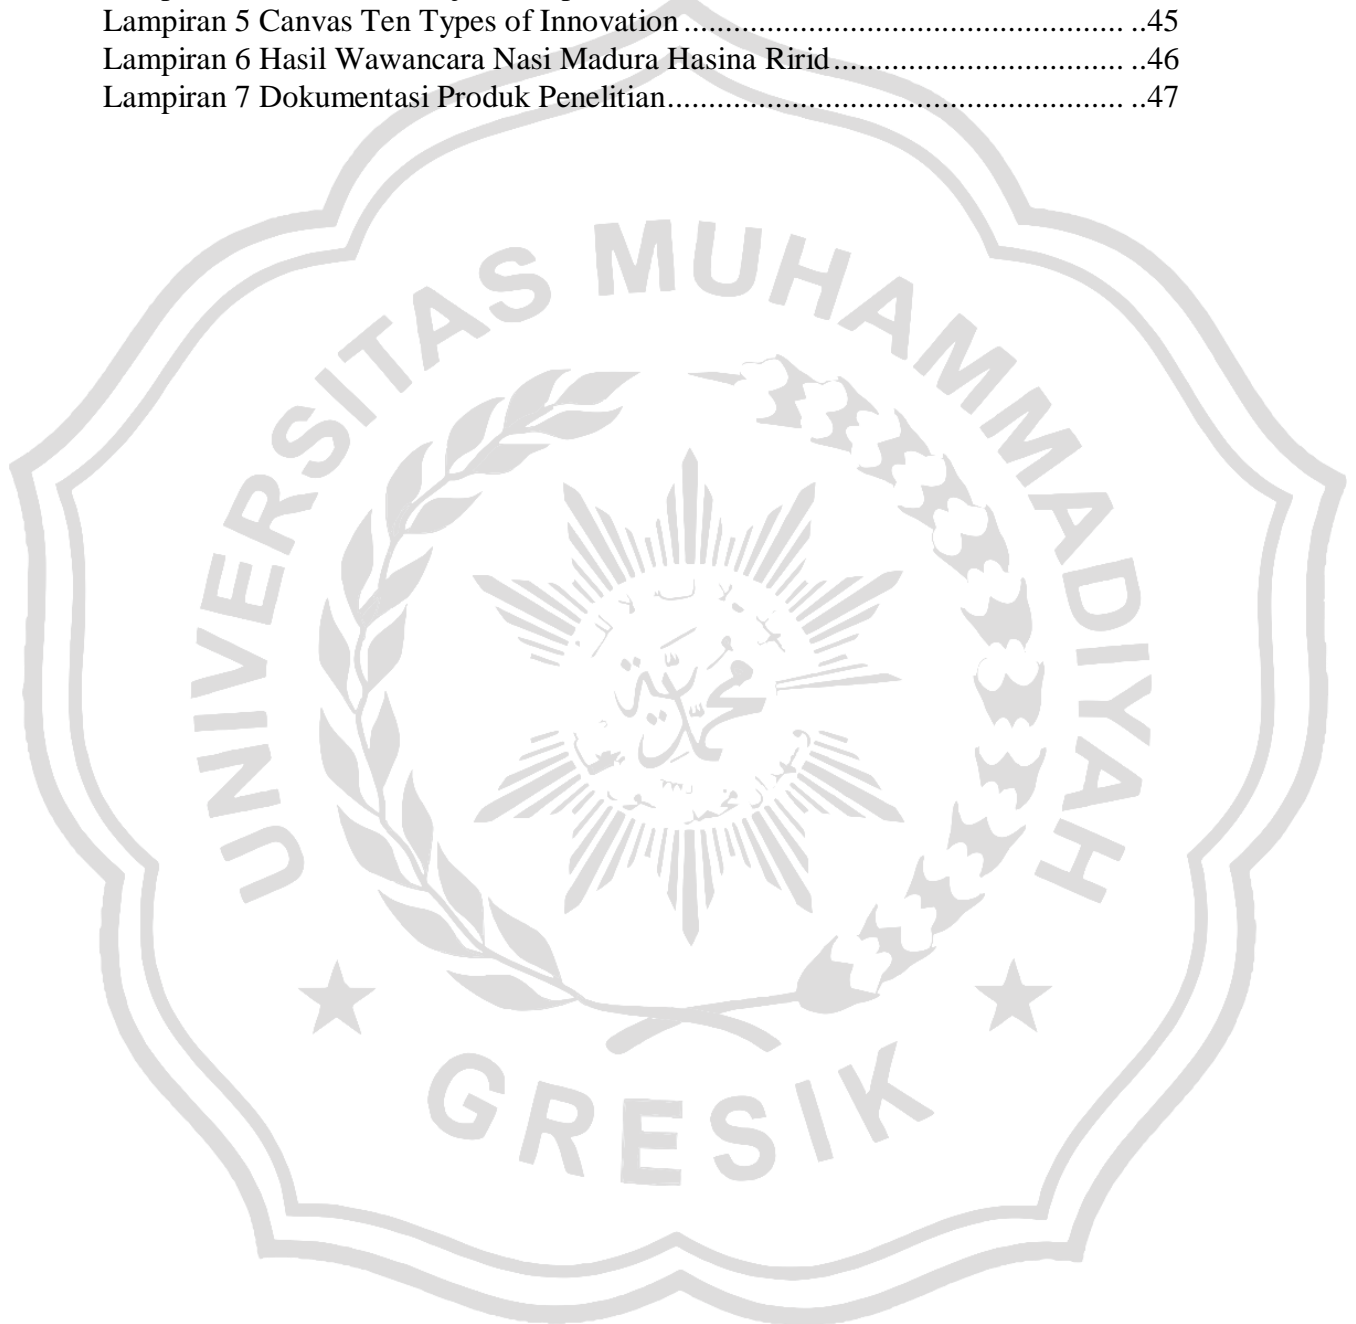 Lampiran 5 Canvas Ten Types of Innovation ....................................................... ..45
Lampiran 6 Hasil Wawancara Nasi Madura Hasina Ririd .................................... ..46
Lampiran 7 Dokumentasi Produk Penelitian......................................................... ..47
UNIVERSITAS MUHAMMADIYAH
محمدية
GRESIK